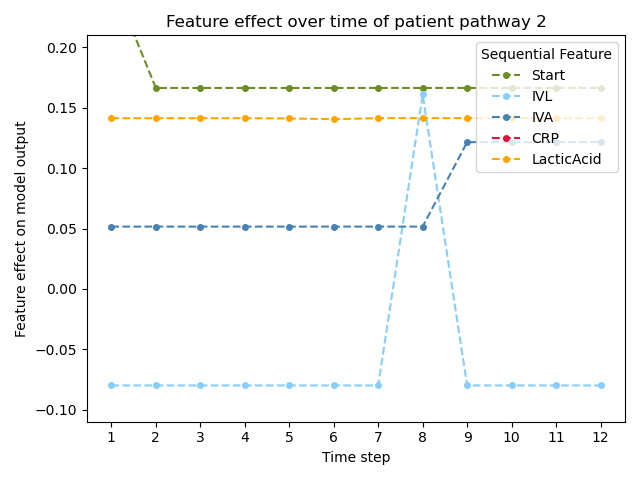 Feature effect over time of patient pathway 2
Feature effect on model output
0.20
0.15
0.10
0.05
0.00
−0.05
−0.10
Sequential Feature
Start
IVL
IVA
CRP
LacticAcid
1 2 3 4 5 6 7 8 9 10 11 12
Time step